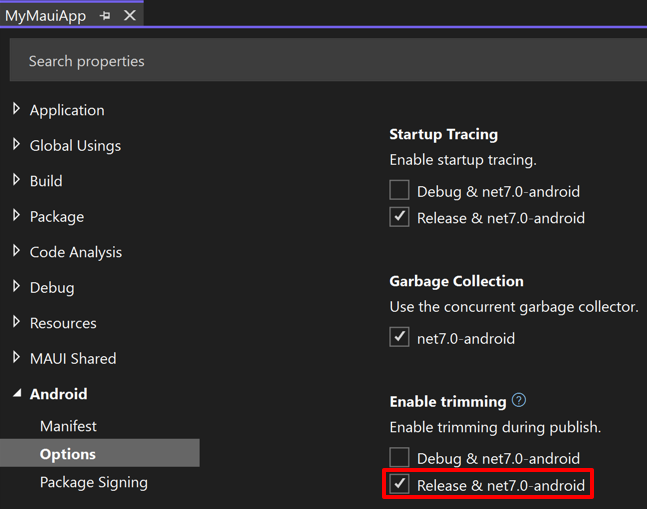 MyMauiApp
Search properties
Application
Global Usings
Build
Package
Code Analysis
Debug
Resources
MAUI Shared
Android
Manifest
Options
Package Signing
Startup Tracing
Enable startup tracing.
Debug & net7.0-android
Release & net7.0-android
Garbage Collection
Use the concurrent garbage collector.
net7.0-android
Enable trimming ?
Enable trimming during publish.
Debug & net7.0-android
Release & net7.0-android